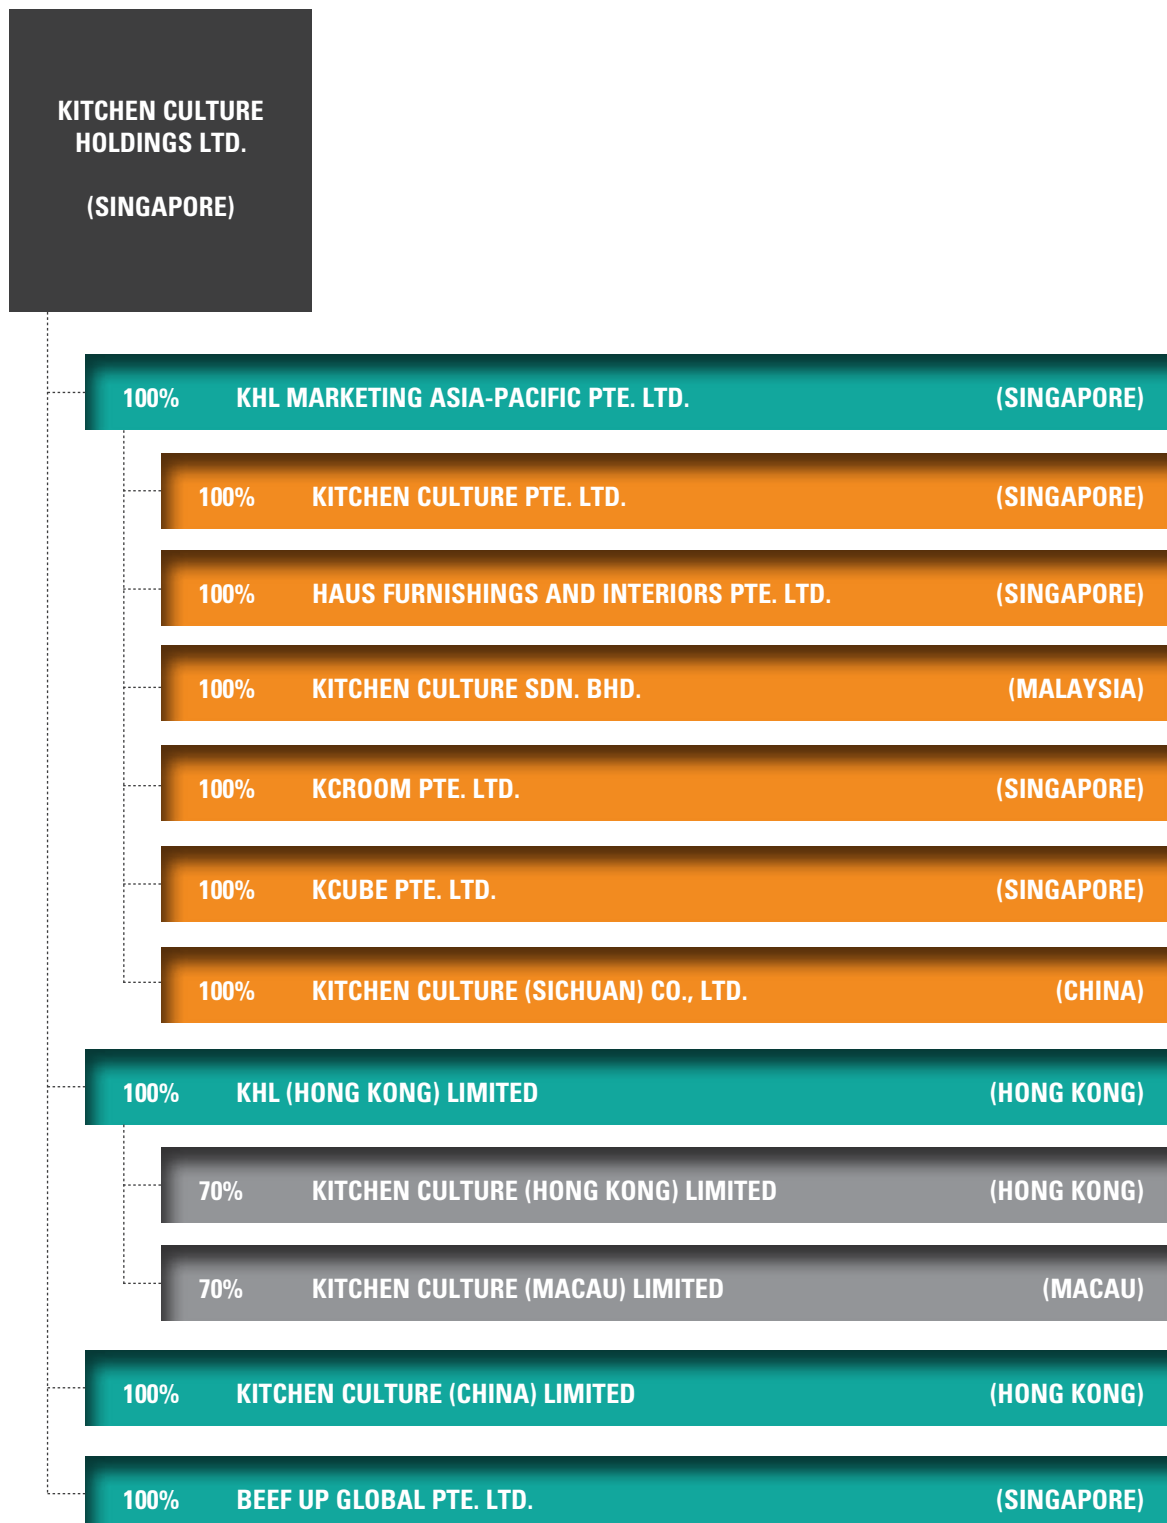 KITCHEN CULTURE
HOLDINGS LTD.
(SINGAPORE)
100% KHL MARKETING ASIA-PACIFIC PTE. LTD. (SINGAPORE)
100% KITCHEN CULTURE PTE. LTD. (SINGAPORE)
100% HAUS FURNISHINGS AND INTERIORS PTE. LTD. (SINGAPORE)
100% KITCHEN CULTURE SDN. BHD. (MALAYSIA)
100% KCROOM PTE. LTD. (SINGAPORE)
100% KCUBE PTE. LTD. (SINGAPORE)
100% KITCHEN CULTURE (SICHUAN) CO., LTD. (CHINA)
100% KHL (HONG KONG) LIMITED (HONG KONG)
70% KITCHEN CULTURE (HONG KONG) LIMITED (HONG KONG)
70% KITCHEN CULTURE (MACAU) LIMITED (MACAU)
100% KITCHEN CULTURE (CHINA) LIMITED (HONG KONG)
100% BEEF UP GLOBAL PTE. LTD. (SINGAPORE)